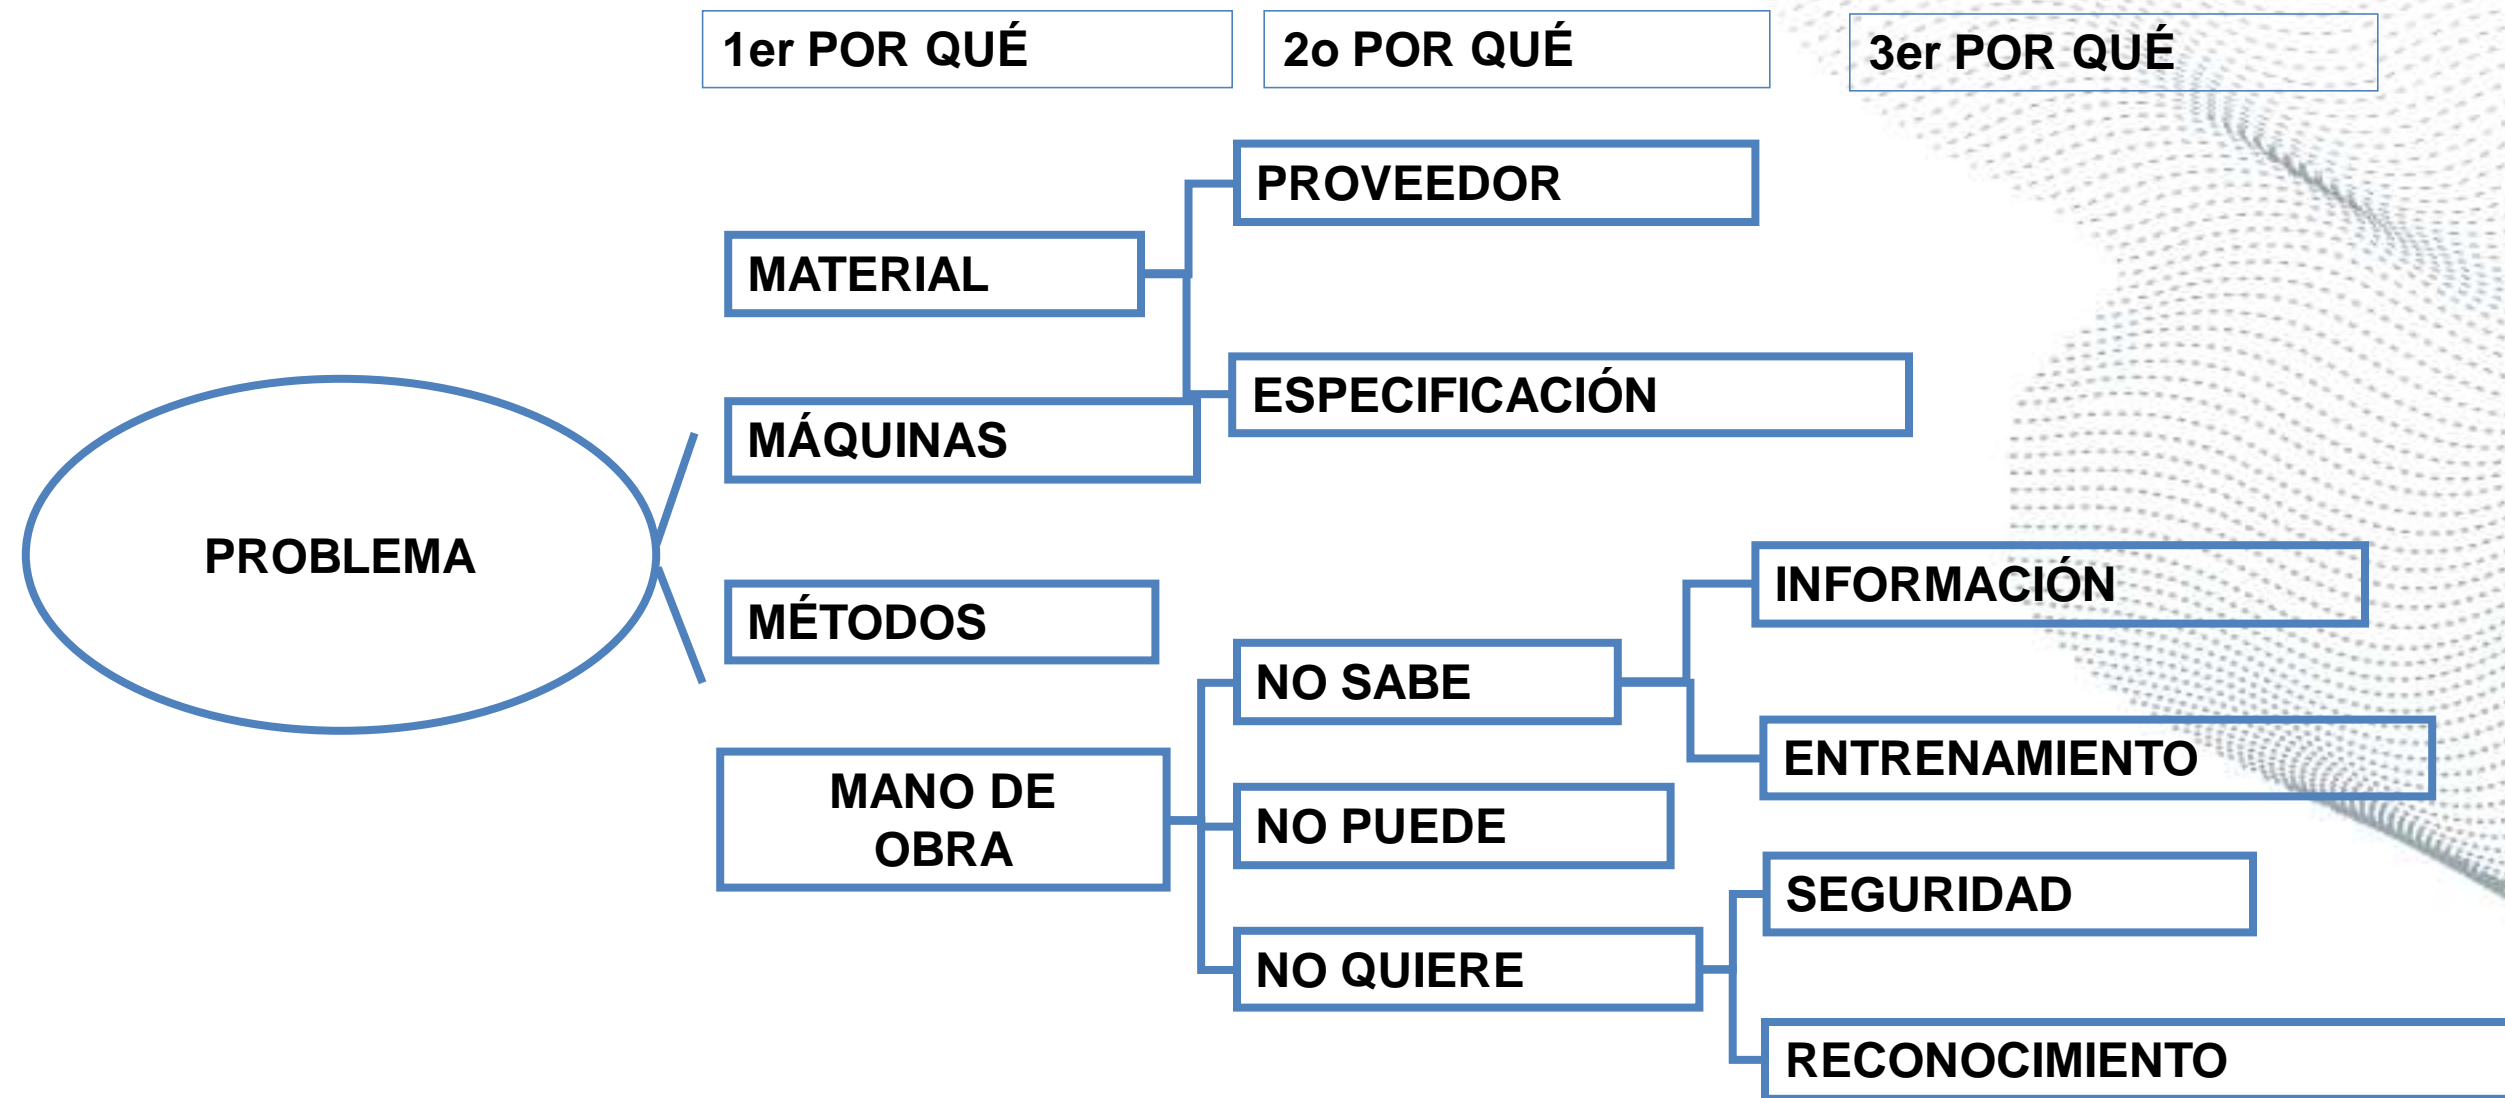 1er POR QUÉ
2o POR QUÉ
3er POR QUÉ
PROBLEMA
MATERIAL
MÁQUINAS
MÉTODOS
MANO DE
OBRA
PROVEEDOR
ESPECIFICACIÓN
NO SABE
NO PUEDE
NO QUIERE
INFORMACIÓN
ENTRENAMIENTO
SEGURIDAD
RECONOCIMIENTO